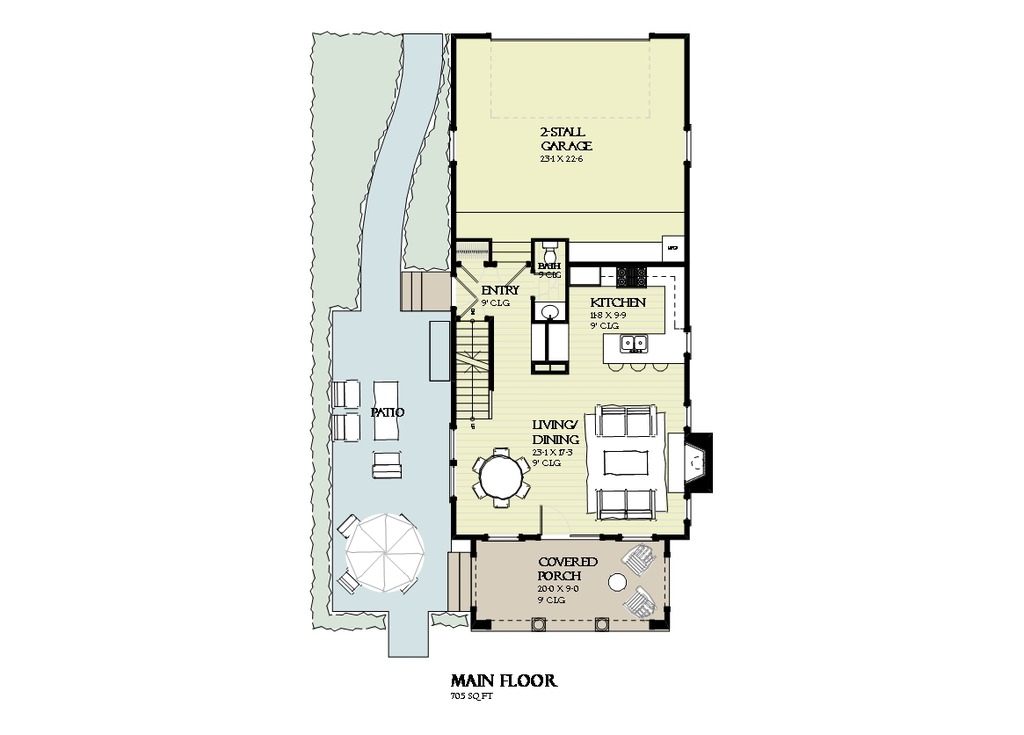 2-STALL
GARAGE
23-1 X 22-6
BATH
9' CLG
ENTRY
9' CLG
KITCHEN
11-8 X 9-9
9' CLG
PATIO
LIVING/
DINING
23-1 X 17-3
9' CLG
COVERED
PORCH
20-0 X 9-0
9' CLG
MAIN FLOOR
705 SQ FT